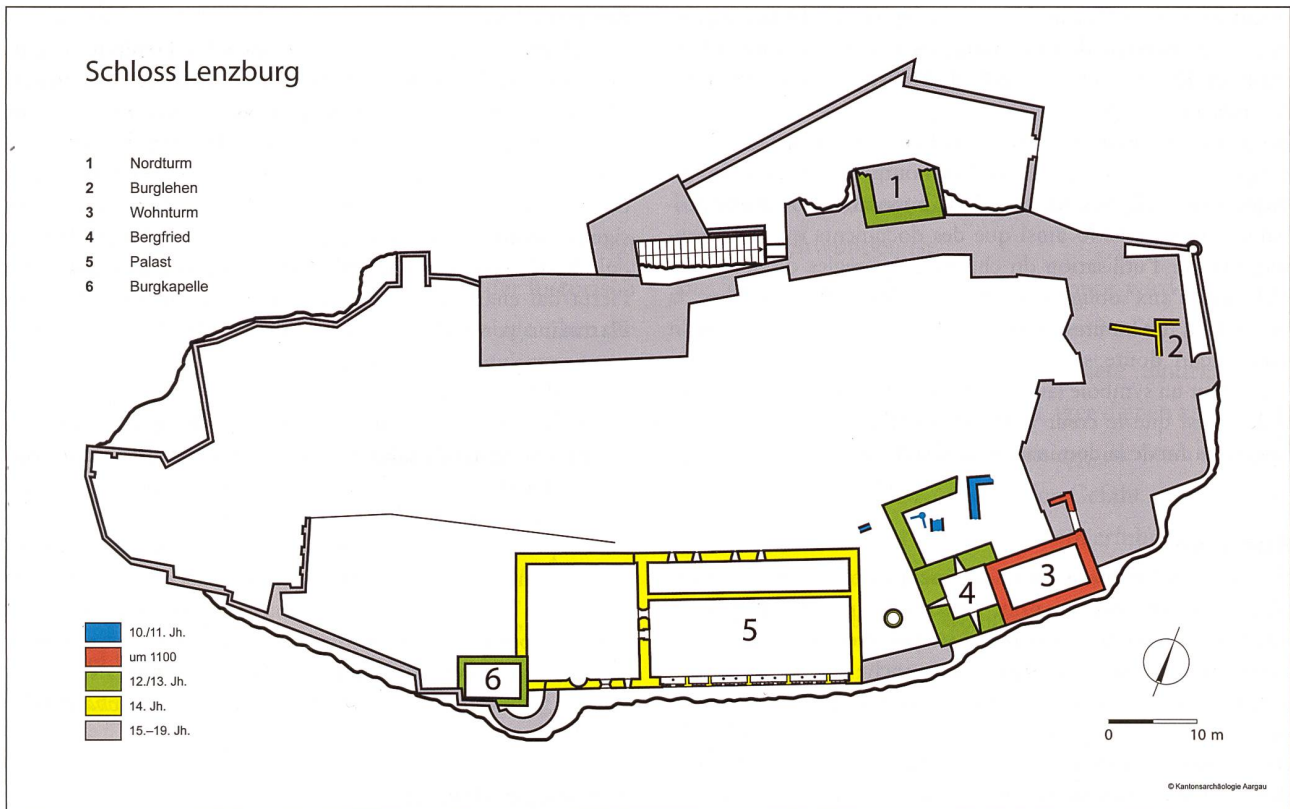 Schloss Lenzburg
1 Nordturm
2 Burglehen
3 Wohnturm
4 Bergfried
5 Palast
6 Burgkapelle
1
2
3
4
5
6
10./11. Jh.
um 1100
12./13. Jh.
14. Jh.
15.–19. Jh.
0 10 m
© Kantonsarchäologie Aargau